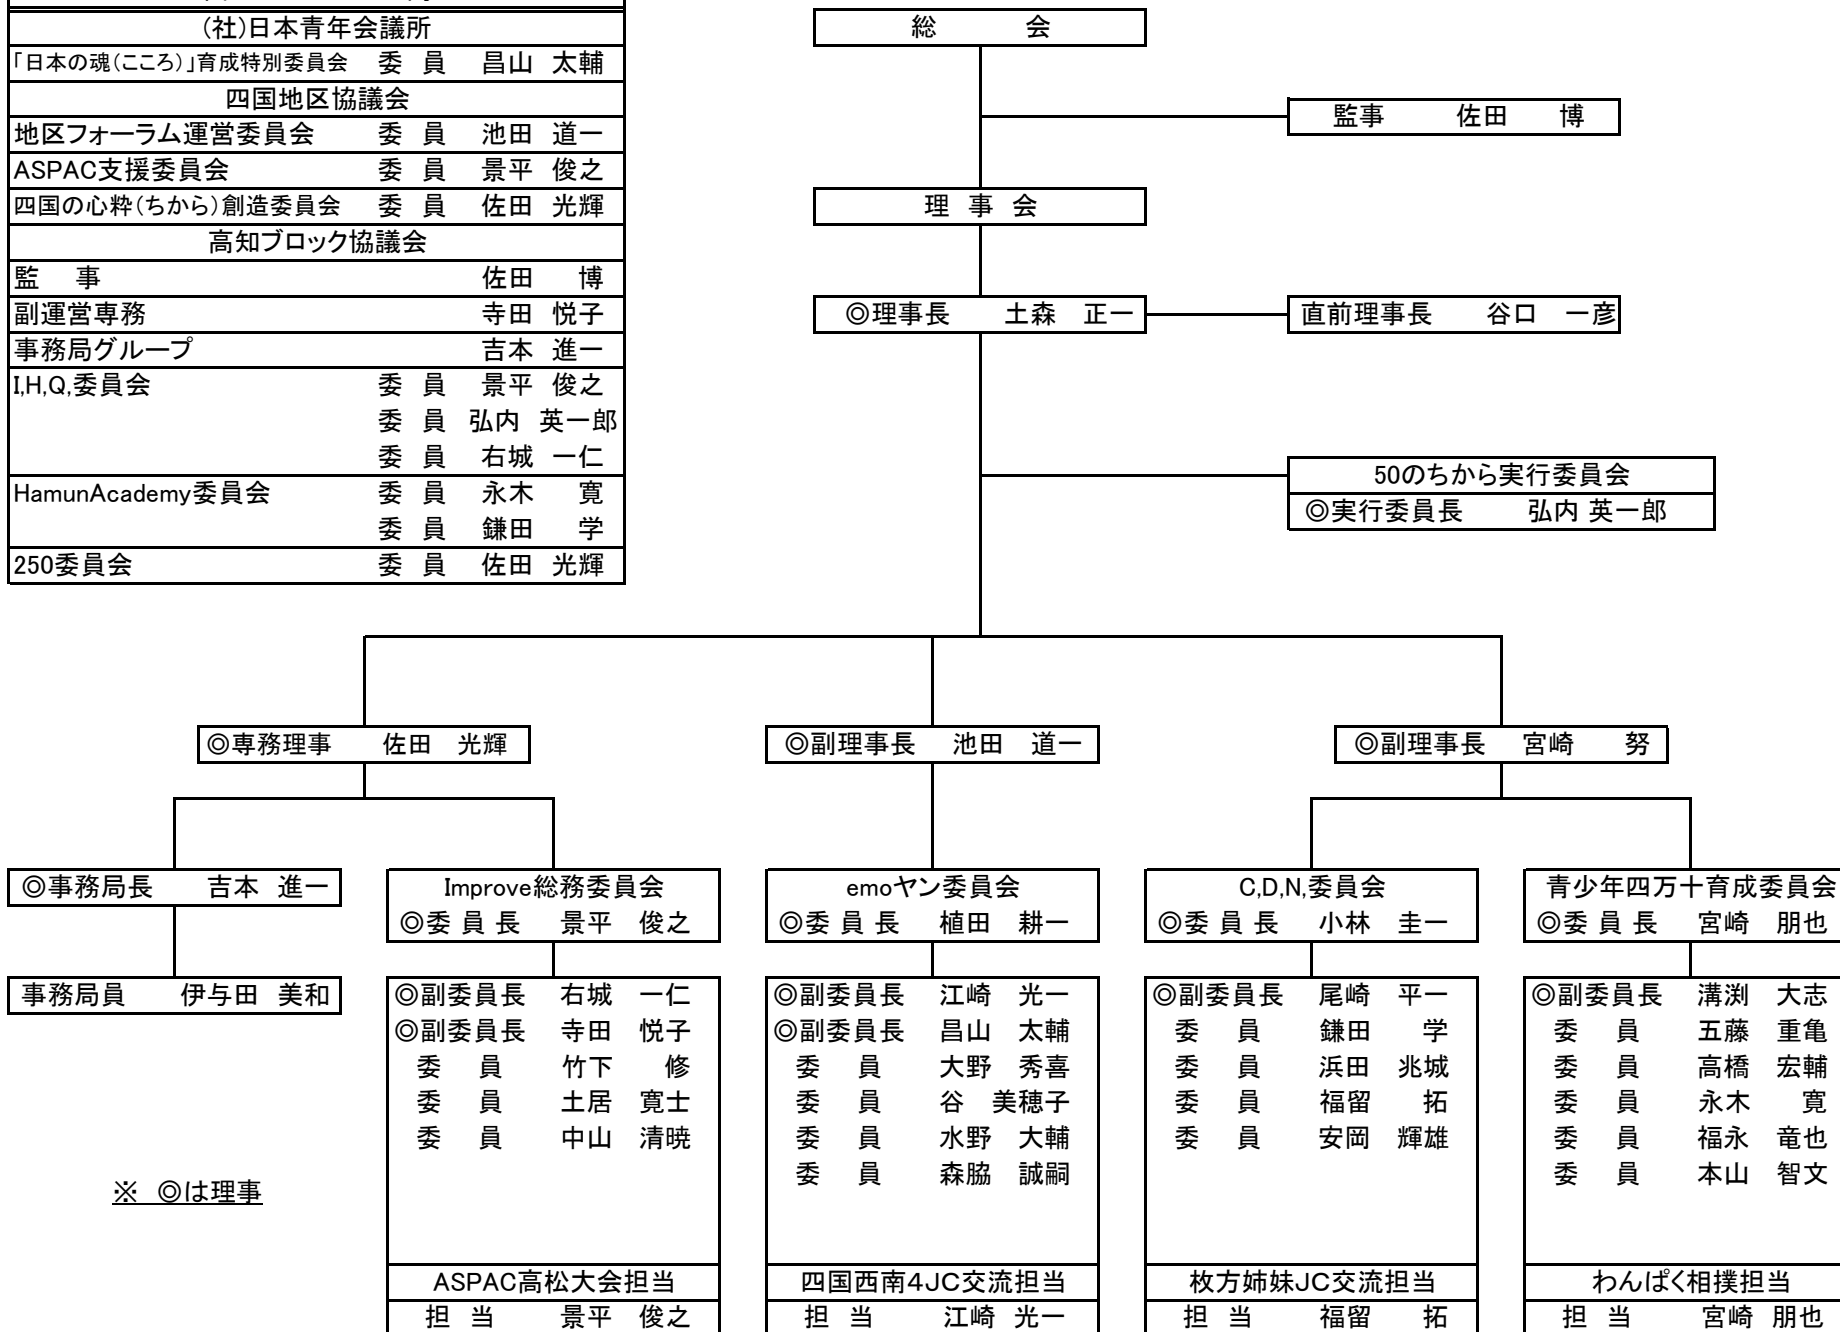 (社)日本青年会議所
「日本の魂(こころ)」育成特別委員会 委 員 昌山 太輔
四国地区協議会
地区フォーラム運営委員会 委 員 池田 道一
ASPAC支援委員会 委 員 景平 俊之
四国の心粋(ちから)創造委員会 委 員 佐田 光輝
高知ブロック協議会
監 事 佐田 博
副運営専務 寺田 悦子
事務局グループ 吉本 進一
I,H,Q,委員会 委 員 景平 俊之
委 員 弘内 英一郎
委 員 右城 一仁
HamunAcademy委員会 委 員 永木 寛
委 員 鎌田 学
250委員会 委 員 佐田 光輝
総 会
監事 佐田 博
理 事 会
◎理事長 土森 正一
直前理事長 谷口 一彦
50のちから実行委員会
◎実行委員長 弘内 英一郎
◎専務理事 佐田 光輝
◎副理事長 池田 道一
◎副理事長 宮崎 努
◎事務局長 吉本 進一
事務局員 伊与田 美和
※ ◎は理事
Improve総務委員会
◎委 員 長 景平 俊之
◎副委員長 右城 一仁
◎副委員長 寺田 悦子
委 員 竹下 修
委 員 土居 寛士
委 員 中山 清暁
ASPAC高松大会担当
担 当 景平 俊之
emoヤン委員会
◎委 員 長 植田 耕一
◎副委員長 江崎 光一
◎副委員長 昌山 太輔
委 員 大野 秀喜
委 員 谷 美穂子
委 員 水野 大輔
委 員 森脇 誠嗣
四国西南4JC交流担当
担 当 江崎 光一
C,D,N,委員会
◎委 員 長 小林 圭一
◎副委員長 尾崎 平一
委 員 鎌田 学
委 員 浜田 兆城
委 員 福留 拓
委 員 安岡 輝雄
枚方姉妹JC交流担当
担 当 福留 拓
青少年四万十育成委員会
◎委 員 長 宮崎 朋也
◎副委員長 溝渕 大志
委 員 五藤 重亀
委 員 高橋 宏輔
委 員 永木 寛
委 員 福永 竜也
委 員 本山 智文
わんぱく相撲担当
担 当 宮崎 朋也